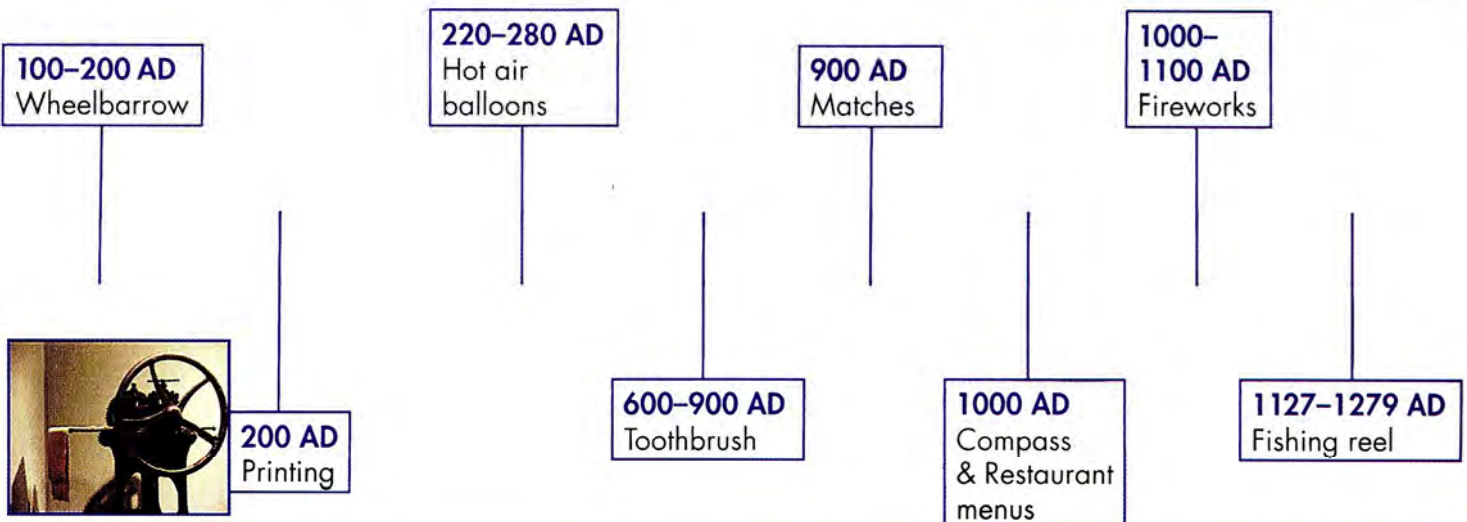 100–200 AD
Wheelbarrow
200 AD
Printing
220–280 AD
Hot air
balloons
600–900 AD
Toothbrush
900 AD
Matches
1000 AD
Compass
& Restaurant
menus
1000–
1100 AD
Fireworks
1127–1279 AD
Fishing reel